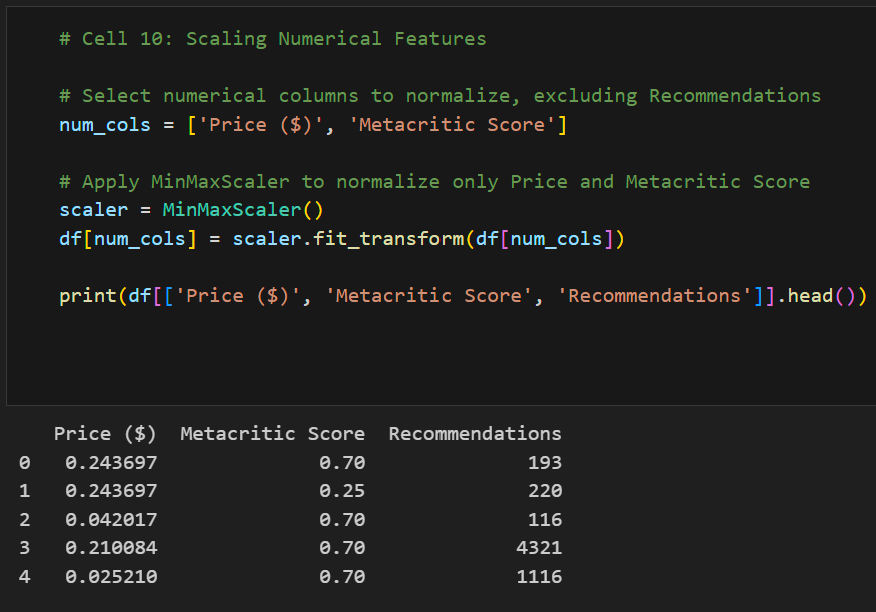 # Cell 10: Scaling Numerical Features
# Select numerical columns to normalize, excluding Recommendations
num_cols = ['Price ($)', 'Metacritic Score']
# Apply MinMaxScaler to normalize only Price and Metacritic Score
scaler = MinMaxScaler()
df[num_cols] = scaler.fit_transform(df[num_cols])
print(df[['Price ($)', 'Metacritic Score', 'Recommendations']].head())
Price ($) Metacritic Score Recommendations
0 0.243697 0.70 193
1 0.243697 0.25 220
2 0.042017 0.70 116
3 0.210084 0.70 4321
4 0.025210 0.70 1116